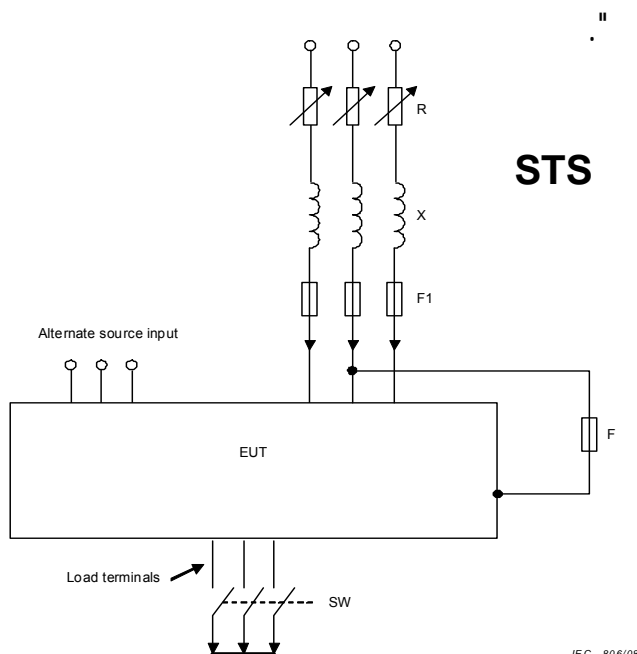 ."
R
STS
X
F1
Alternate source input
F
EUT
Load terminals
SW